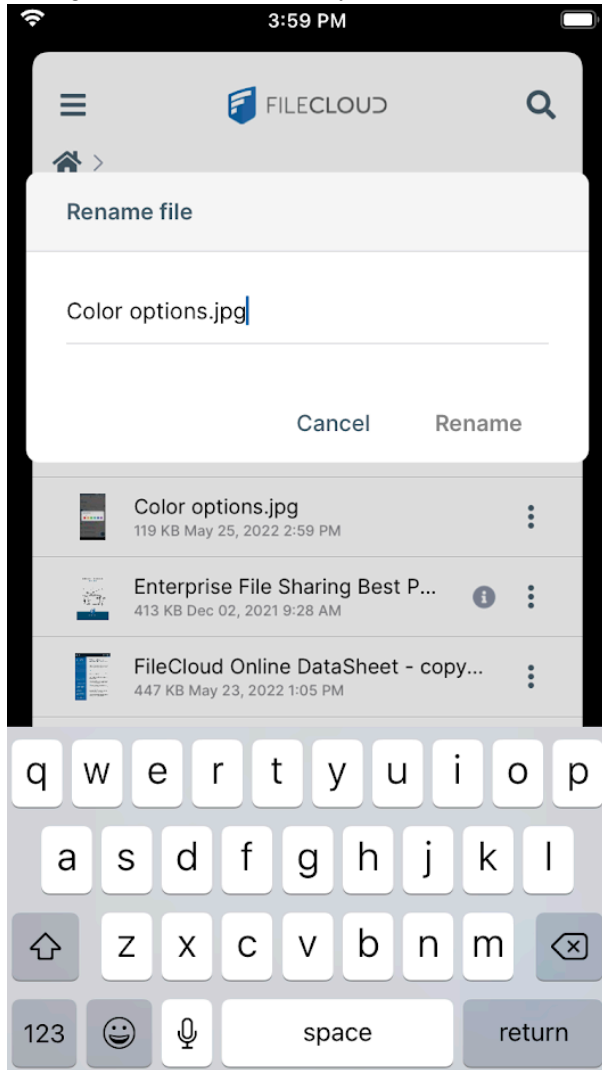 3:59 PM
FILECLOUD
Rename file
Color options.jpg
Cancel Rename
Color options.jpg
119 KB May 25, 2022 2:59 PM
Enterprise File Sharing Best P...
413 KB Dec 02, 2021 9:28 AM
FileCloud Online DataSheet - copy...
447 KB May 23, 2022 1:05 PM
q w e r t y u i o p
a s d f g h j k l
z x c v b n m
123 space return